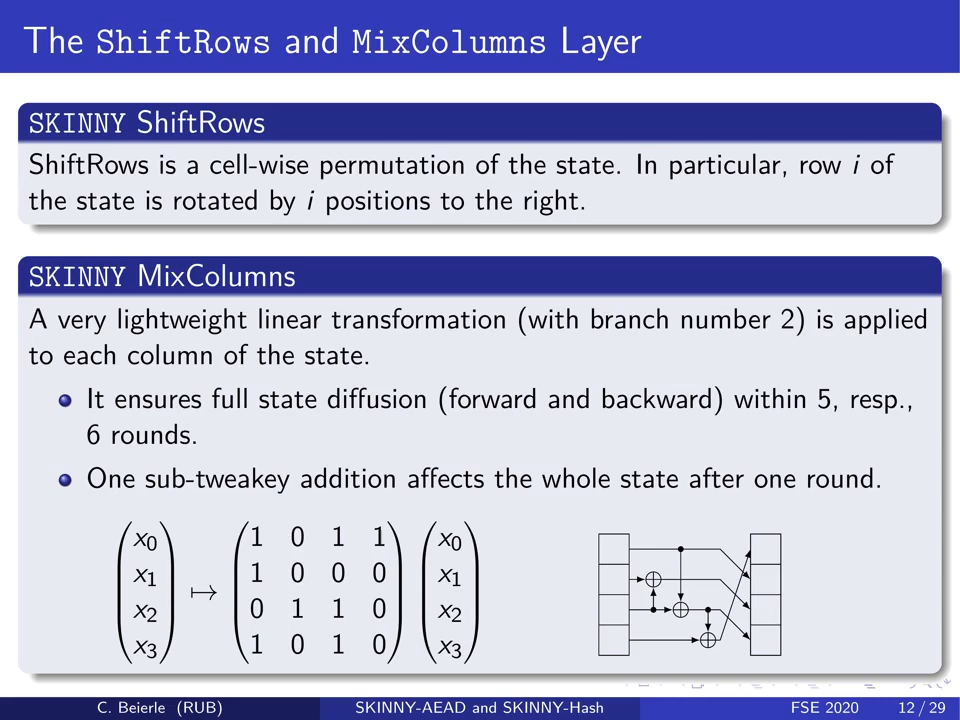 The ShiftRows and MixColumns Layer
SKINNY ShiftRows
ShiftRows is a cell-wise permutation of the state. In particular, row i of
the state is rotated by i positions to the right.
SKINNY MixColumns
A very lightweight linear transformation (with branch number 2) is applied
to each column of the state.
It ensures full state diffusion (forward and backward) within 5, resp.,
6 rounds.
One sub-tweakey addition affects the whole state after one round.
x0 1 0 1 1 x0
x1 ↦ 1 0 0 0 x1
x2 0 1 1 0 x2
x3 1 0 1 0 x3
C. Beierle (RUB) SKINNY-AEAD and SKINNY-Hash FSE 2020 12 / 29